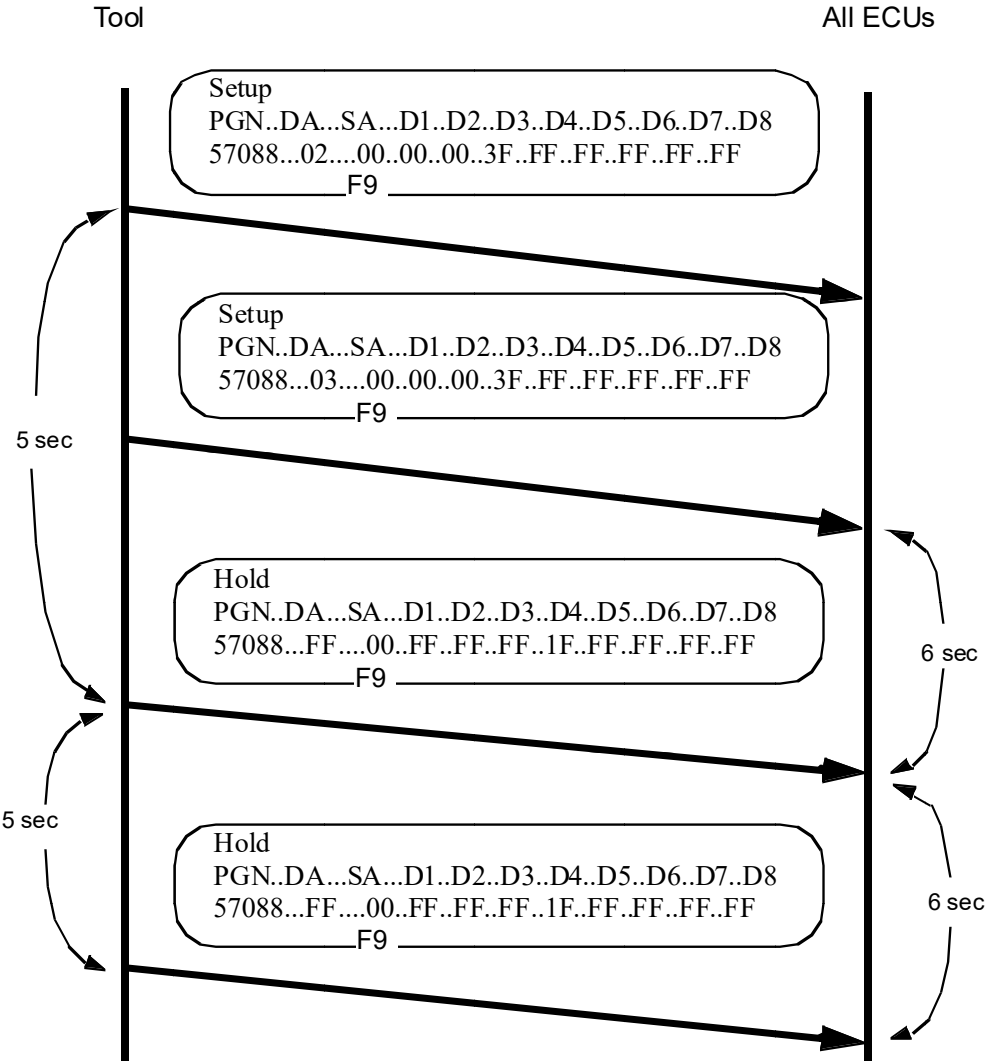 Tool
All ECUs
Setup
PGN..DA...SA...D1..D2..D3..D4..D5..D6..D7..D8
57088...02....00..00..00..3F..FF..FF..FF..FF..FF
F9
Setup
PGN..DA...SA...D1..D2..D3..D4..D5..D6..D7..D8
57088...03....00..00..00..3F..FF..FF..FF..FF..FF
F9
5 sec
Hold
PGN..DA...SA...D1..D2..D3..D4..D5..D6..D7..D8
57088...FF....00..FF..FF..FF..1F..FF..FF..FF..FF
F9
6 sec
5 sec
Hold
PGN..DA...SA...D1..D2..D3..D4..D5..D6..D7..D8
57088...FF....00..FF..FF..FF..1F..FF..FF..FF..FF
F9
6 sec